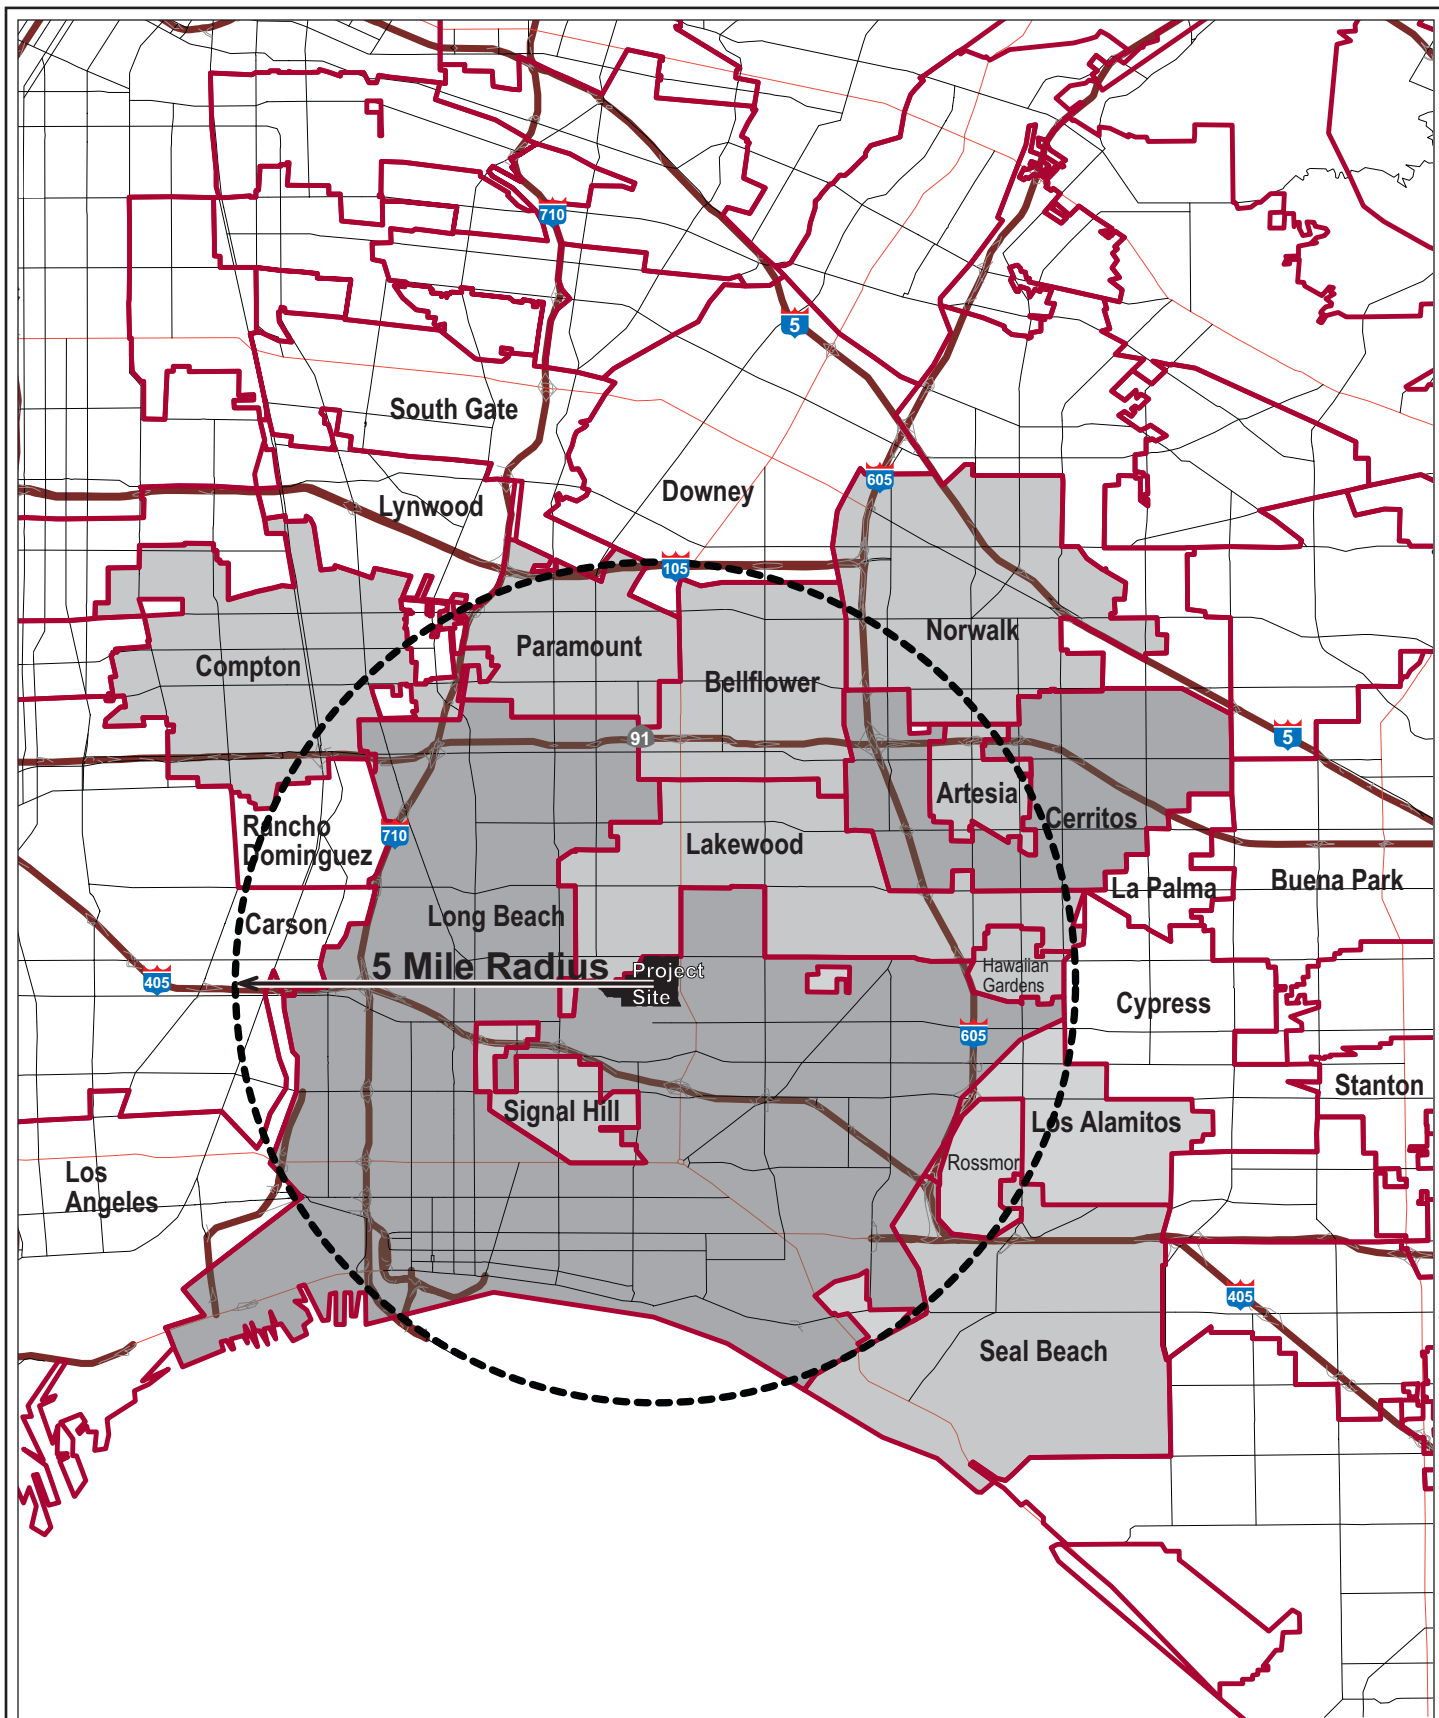 710
5
South Gate
Lynwood
Downey
605
105
Paramount
Norwalk
Compton
Bellflower
91
5
Artesia
Cerritos
Rancho
Dominguez
710
Lakewood
La Palma
Buena Park
Carson
Long Beach
5 Mile Radius
Project
Site
Hawaiian
Gardens
405
Cypress
605
Stanton
Signal Hill
Los Alamitos
Rossmor
Los
Angeles
405
Seal Beach